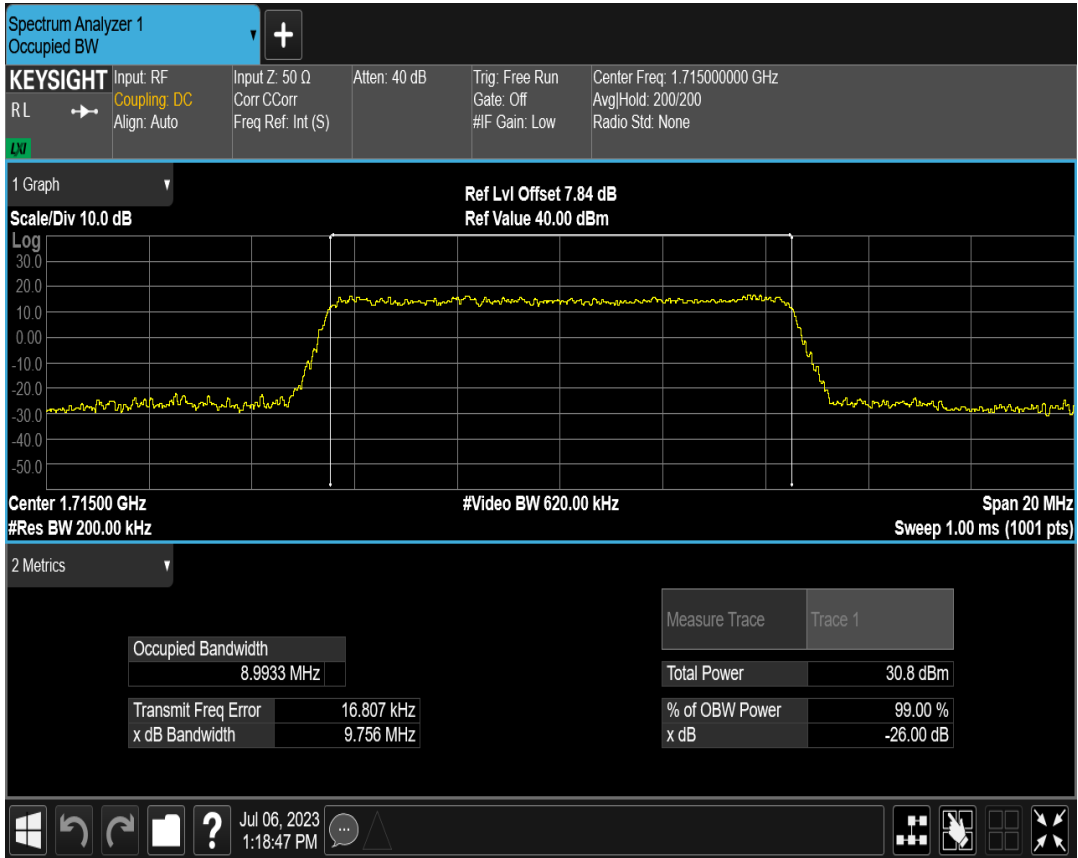 Spectrum Analyzer 1
Occupied BW
+
KEYSIGHT
R L
LXI
Input: RF
Coupling: DC
Align: Auto
Input Z: 50 Ω
Corr CCorr
Freq Ref: Int (S)
Atten: 40 dB
Trig: Free Run
Gate: Off
#IF Gain: Low
Center Freq: 1.715000000 GHz
Avg|Hold: 200/200
Radio Std: None
1 Graph
Scale/Div 10.0 dB
Ref Lvl Offset 7.84 dB
Ref Value 40.00 dBm
Log
30.0
20.0
10.0
0.00
-10.0
-20.0
-30.0
-40.0
-50.0
Center 1.71500 GHz
#Video BW 620.00 kHz
Span 20 MHz
#Res BW 200.00 kHz
Sweep 1.00 ms (1001 pts)
2 Metrics
Measure Trace Trace 1
Occupied Bandwidth
8.9933 MHz
Total Power 30.8 dBm
Transmit Freq Error 16.807 kHz
% of OBW Power 99.00 %
x dB Bandwidth 9.756 MHz
x dB -26.00 dB
?
Jul 06, 2023
1:18:47 PM